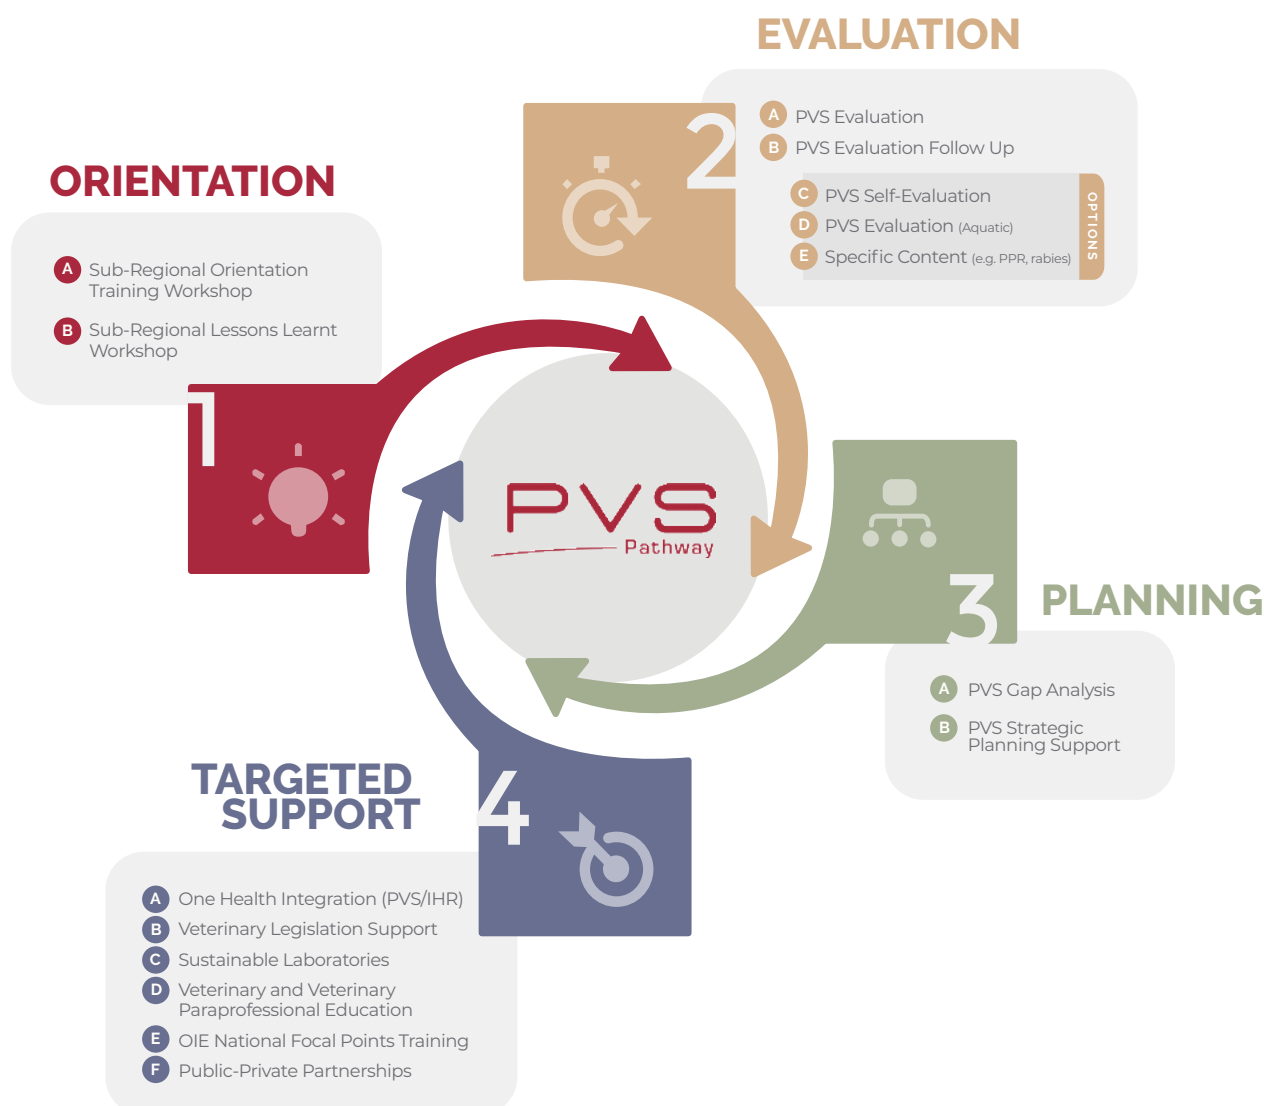 ORIENTATION
1
A Sub-Regional Orientation
Training Workshop
B Sub-Regional Lessons Learnt
Workshop
EVALUATION
2
A PVS Evaluation
B PVS Evaluation Follow Up
C PVS Self-Evaluation
D PVS Evaluation (Aquatic)
E Specific Content (e.g. PPR, rabies)
OPTIONS
PVS
Pathway
3
PLANNING
A PVS Gap Analysis
B PVS Strategic
Planning Support
TARGETED
SUPPORT
4
A One Health Integration (PVS/IHR)
B Veterinary Legislation Support
C Sustainable Laboratories
D Veterinary and Veterinary
Paraprofessional Education
E OIE National Focal Points Training
F Public-Private Partnerships